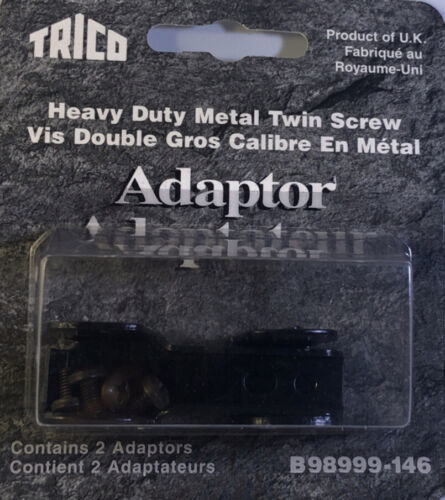 TRICO
Product of U.K.
Fabriqué au
Royaume-Uni
Heavy Duty Metal Twin Screw
Vis Double Gros Calibre En Métal
Adaptor
Adaptateur
Contains 2 Adaptors
Contient 2 Adaptateurs
B98999-146